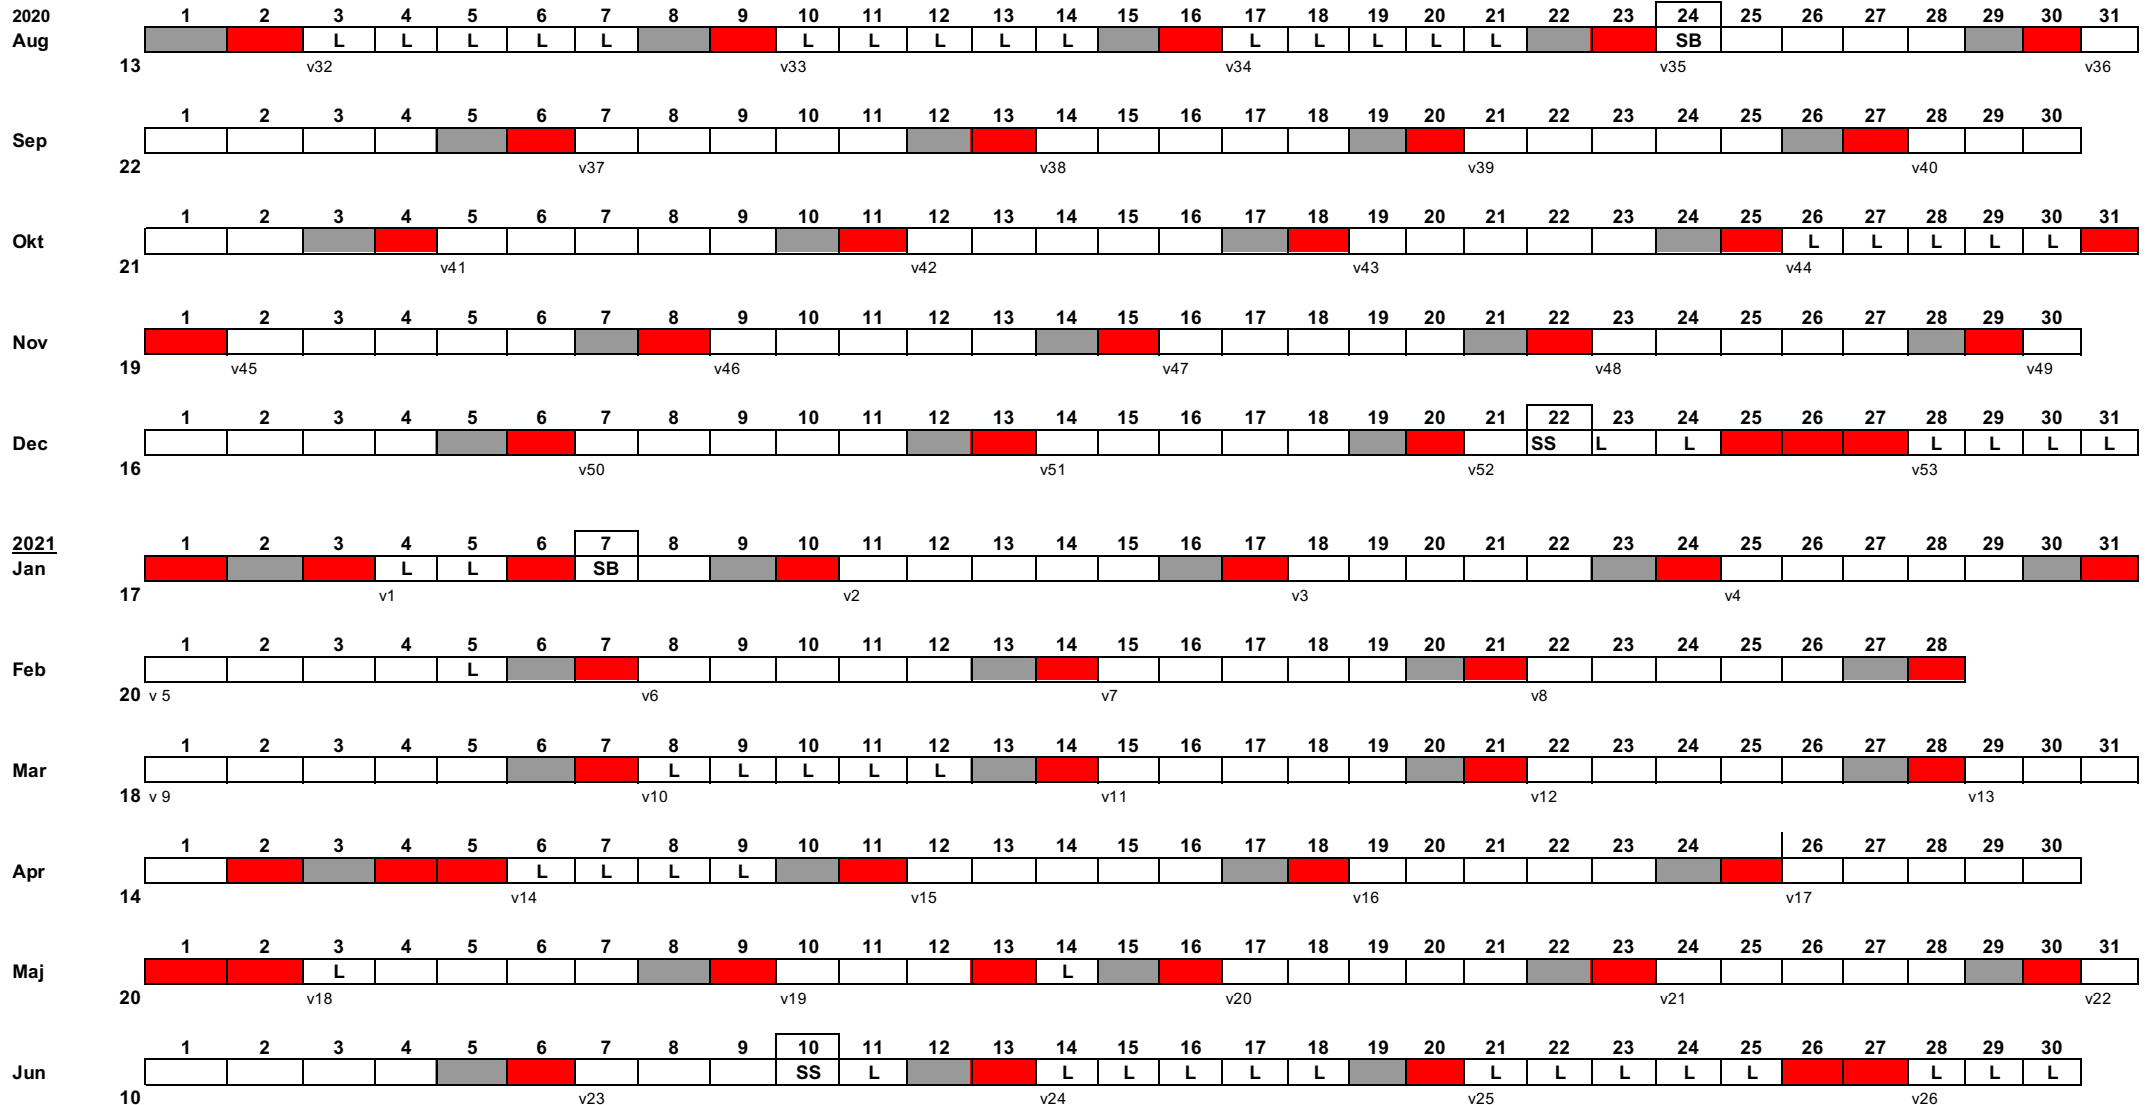 2020 1 2 3 4 5 6 7 8 9 10 11 12 13 14 15 16 17 18 19 20 21 22 23 24 25 26 27 28 29 30 31
Aug L L L L L L L L L L L L L L L SB
13 v32 v33 v34 v35 v36
1 2 3 4 5 6 7 8 9 10 11 12 13 14 15 16 17 18 19 20 21 22 23 24 25 26 27 28 29 30
Sep
22 v37 v38 v39 v40
1 2 3 4 5 6 7 8 9 10 11 12 13 14 15 16 17 18 19 20 21 22 23 24 25 26 27 28 29 30 31
Okt L L L L L
21 v41 v42 v43 v44
1 2 3 4 5 6 7 8 9 10 11 12 13 14 15 16 17 18 19 20 21 22 23 24 25 26 27 28 29 30
Nov
19 v45 v46 v47 v48 v49
1 2 3 4 5 6 7 8 9 10 11 12 13 14 15 16 17 18 19 20 21 22 23 24 25 26 27 28 29 30 31
Dec SS L L L L L L
16 v50 v51 v52 v53
2021 1 2 3 4 5 6 7 8 9 10 11 12 13 14 15 16 17 18 19 20 21 22 23 24 25 26 27 28 29 30 31
Jan L L SB
17 v1 v2 v3 v4
1 2 3 4 5 6 7 8 9 10 11 12 13 14 15 16 17 18 19 20 21 22 23 24 25 26 27 28
Feb L
20 v 5 v6 v7 v8
1 2 3 4 5 6 7 8 9 10 11 12 13 14 15 16 17 18 19 20 21 22 23 24 25 26 27 28 29 30 31
Mar L L L L L
18 v 9 v10 v11 v12 v13
1 2 3 4 5 6 7 8 9 10 11 12 13 14 15 16 17 18 19 20 21 22 23 24 26 27 28 29 30
Apr L L L L
14 v14 v15 v16 v17
1 2 3 4 5 6 7 8 9 10 11 12 13 14 15 16 17 18 19 20 21 22 23 24 25 26 27 28 29 30 31
Maj L L
20 v18 v19 v20 v21 v22
1 2 3 4 5 6 7 8 9 10 11 12 13 14 15 16 17 18 19 20 21 22 23 24 25 26 27 28 29 30
Jun SS L L L L L L L L L L L L L L
10 v23 v24 v25 v26